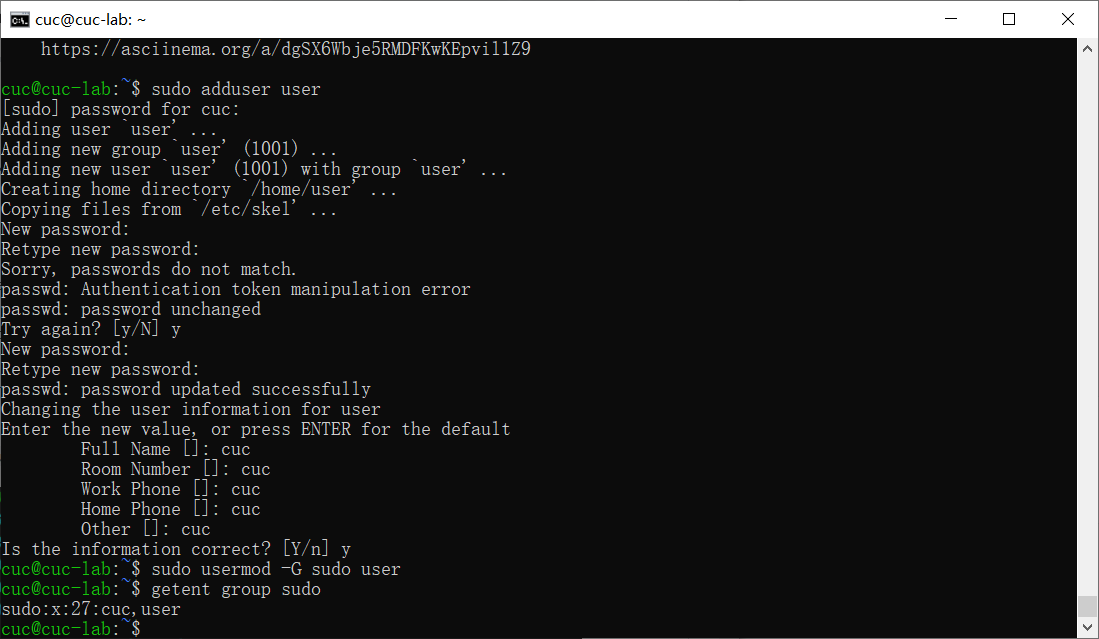 cuc@cuc-lab: ~
https://asciinema.org/a/dgSX6Wbje5RMDFKwKEpvil1Z9
cuc@cuc-lab:~$ sudo adduser user
[sudo] password for cuc:
Adding user `user' ...
Adding new group `user' (1001) ...
Adding new user `user' (1001) with group `user' ...
Creating home directory `/home/user' ...
Copying files from `/etc/skel' ...
New password:
Retype new password:
Sorry, passwords do not match.
passwd: Authentication token manipulation error
passwd: password unchanged
Try again? [y/N] y
New password:
Retype new password:
passwd: password updated successfully
Changing the user information for user
Enter the new value, or press ENTER for the default
        Full Name []: cuc
        Room Number []: cuc
        Work Phone []: cuc
        Home Phone []: cuc
        Other []: cuc
Is the information correct? [Y/n] y
cuc@cuc-lab:~$ sudo usermod -G sudo user
cuc@cuc-lab:~$ getent group sudo
sudo:x:27:cuc,user
cuc@cuc-lab:~$